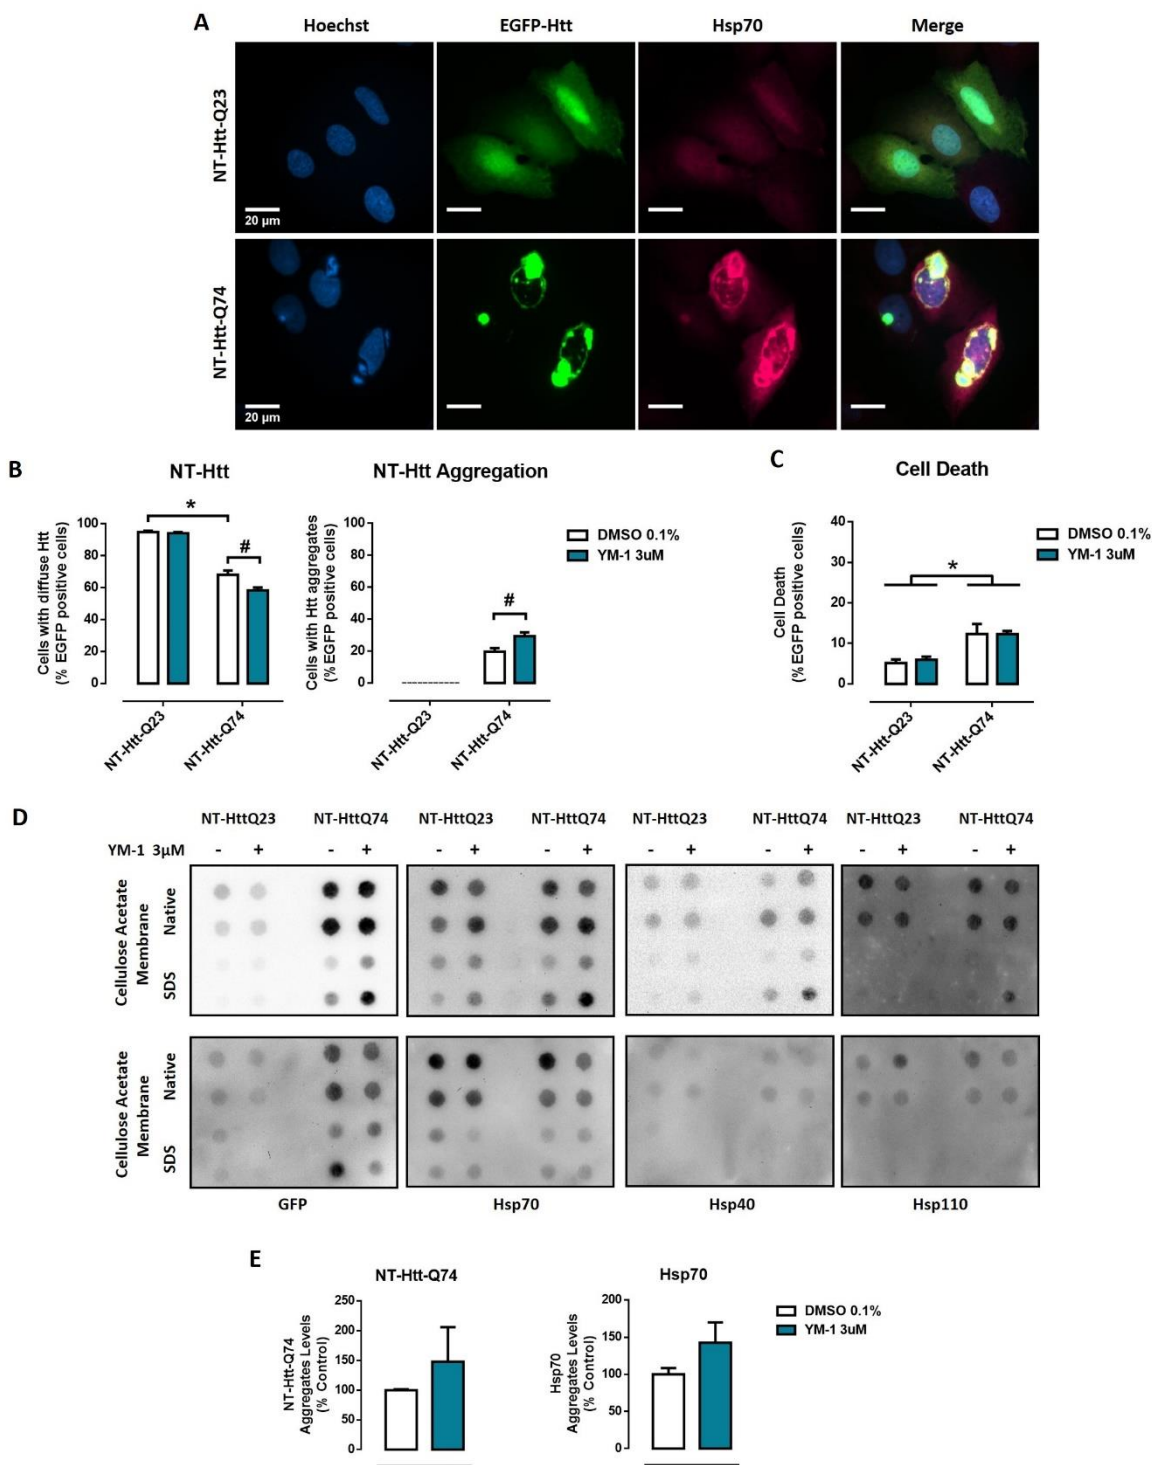 A
Hoechst
EGFP-Htt
Hsp70
Merge
NT-Htt-Q23
20 µm
NT-Htt-Q74
20 µm
B
NT-Htt
Cells with diffuse Htt
(% EGFP positive cells)
100
80
60
40
20
0
*
#
NT-Htt-Q23
NT-Htt-Q74
NT-Htt Aggregation
Cells with Htt aggregates
(% EGFP positive cells)
100
80
60
40
20
0
#
NT-Htt-Q23
NT-Htt-Q74
DMSO 0.1%
YM-1 3uM
C
Cell Death
Cell Death
(% EGFP positive cells)
40
30
20
10
0
*
NT-Htt-Q23
NT-Htt-Q74
DMSO 0.1%
YM-1 3uM
D
NT-HttQ23 NT-HttQ74 NT-HttQ23 NT-HttQ74 NT-HttQ23 NT-HttQ74 NT-HttQ23 NT-HttQ74
YM-1 3µM - + - + - + - + - + - + - + - +
Cellulose Acetate
Membrane
Native
SDS
Cellulose Acetate
Membrane
Native
SDS
GFP
Hsp70
Hsp40
Hsp110
E
NT-Htt-Q74
NT-Htt-Q74
Aggregates Levels
(% Control)
250
200
150
100
50
0
Hsp70
Hsp70
Aggregates Levels
(% Control)
200
150
100
50
0
DMSO 0.1%
YM-1 3uM